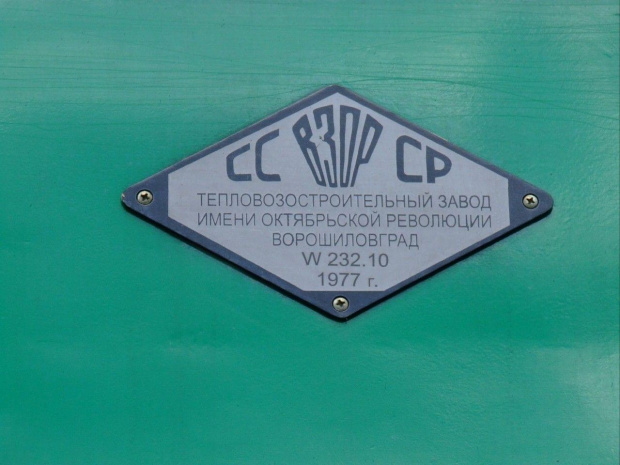 СС ВЗОР СР
ТЕПЛОВОЗОСТРОИТЕЛЬНЫЙ ЗАВОД
ИМЕНИ ОКТЯБРЬСКОЙ РЕВОЛЮЦИИ
ВОРОШИЛОВГРАД
W 232.10
1977 г.